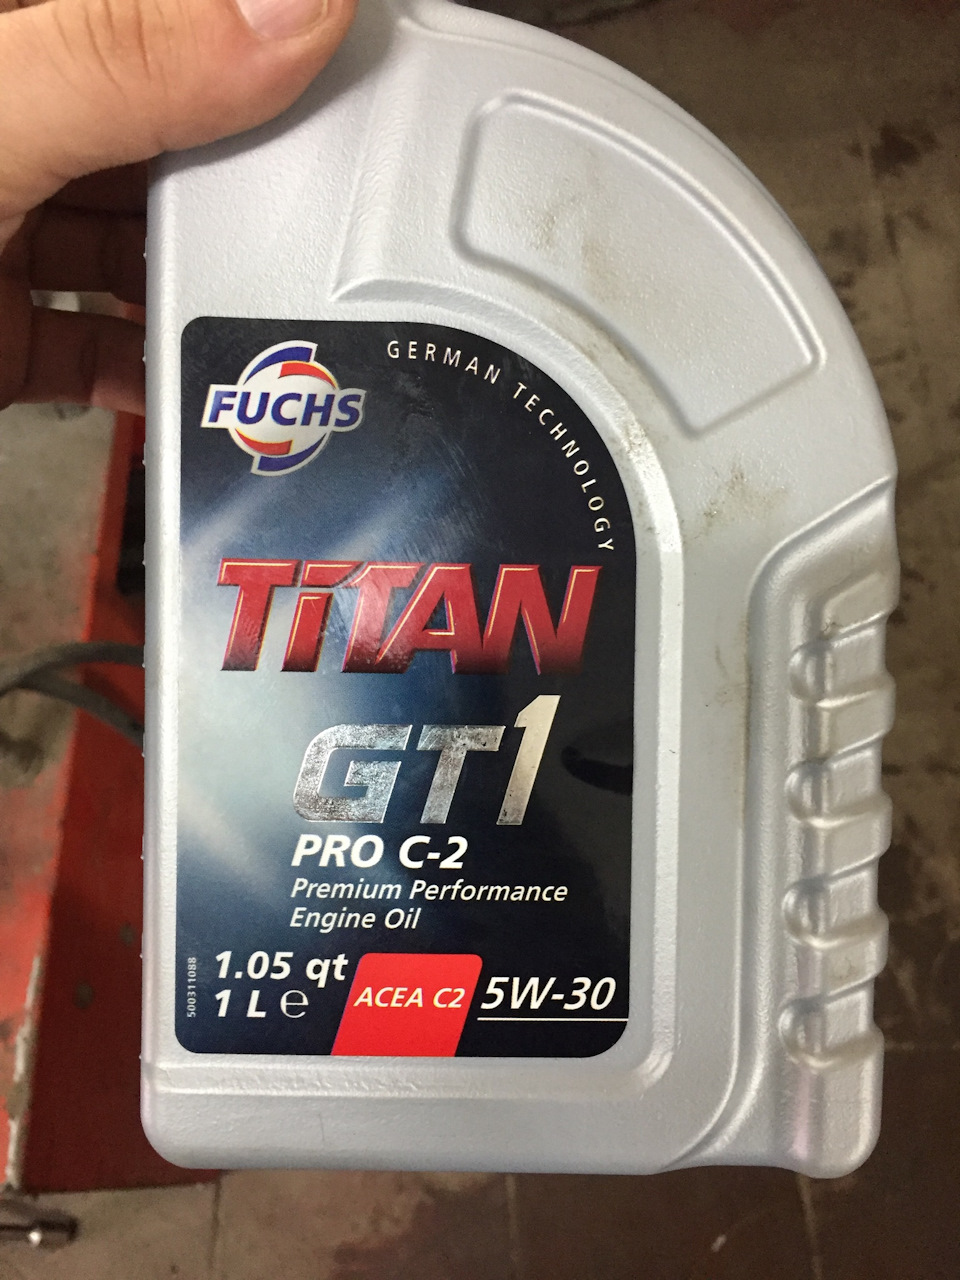 FUCHS
GERMAN TECHNOLOGY
TiTAN
GT1
PRO C-2
Premium Performance
Engine Oil
500311088
1.05 qt
1 L ℮
ACEA C2
5W-30